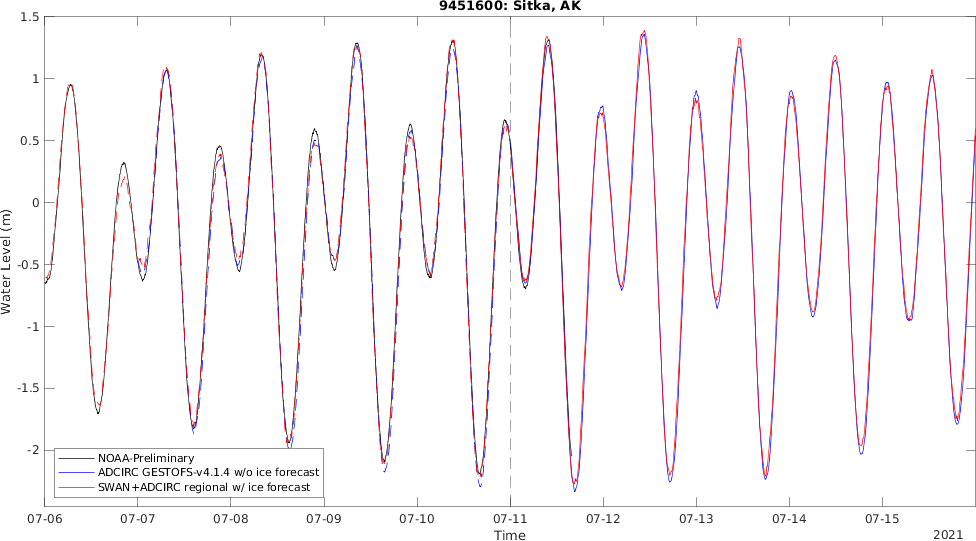 9451600: Sitka, AK
1.5
1
0.5
0
-0.5
-1
-1.5
-2
Water Level (m)
NOAA-Preliminary
ADCIRC GESTOFS-v4.1.4 w/o ice forecast
SWAN+ADCIRC regional w/ ice forecast
07-06 07-07 07-08 07-09 07-10 07-11 07-12 07-13 07-14 07-15
Time
2021